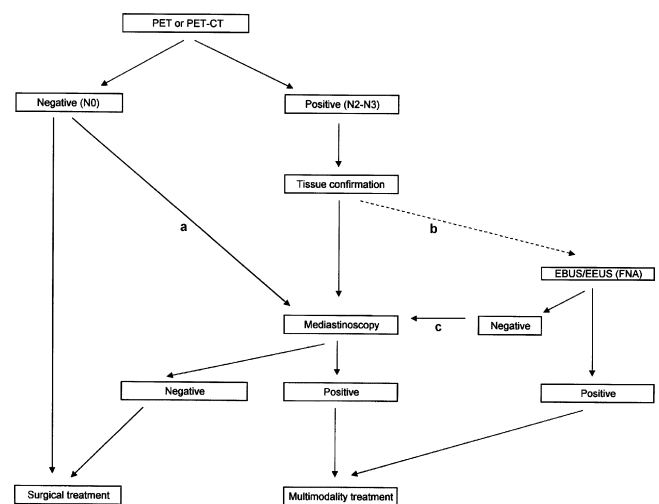 PET or PET-CT
Negative (N0)
Positive (N2-N3)
Tissue confirmation
a
b
EBUS/EEUS (FNA)
Mediastinoscopy
c
Negative
Negative
Positive
Positive
Surgical treatment
Multimodality treatment